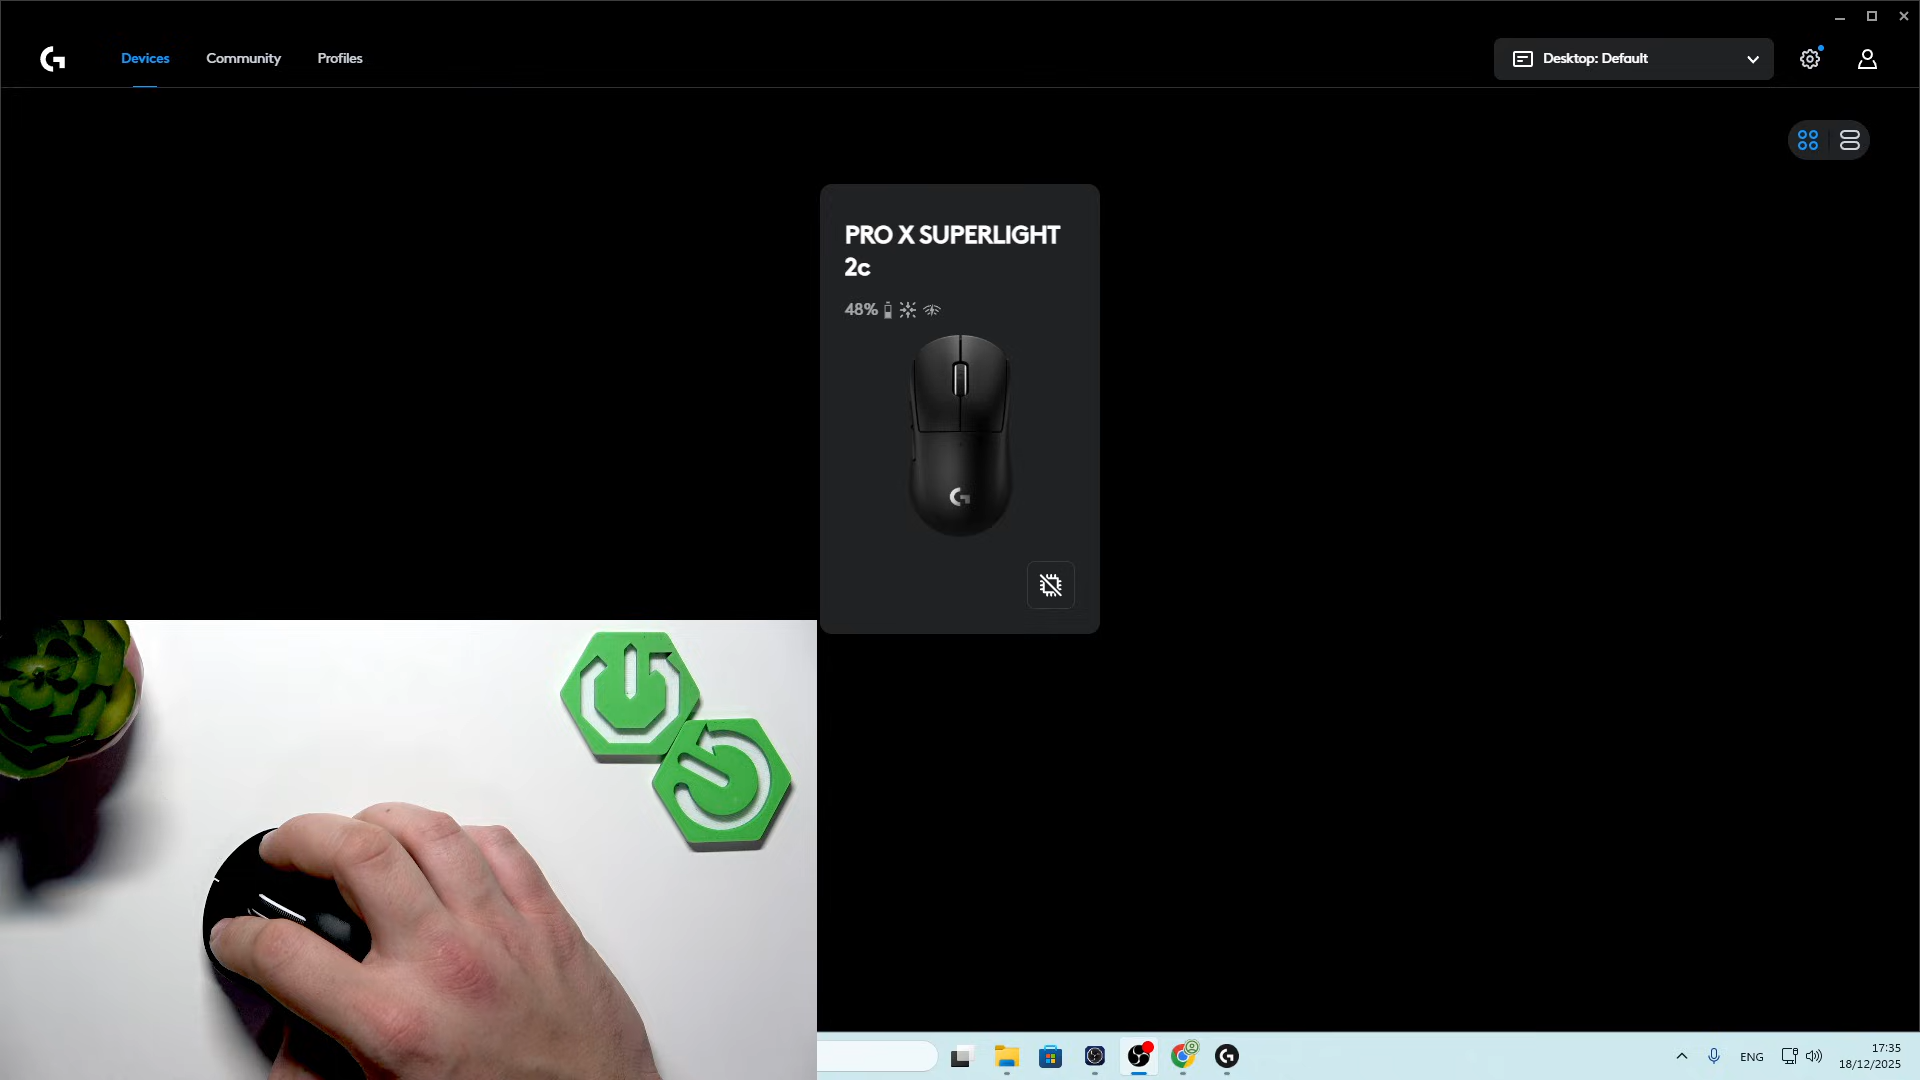 Devices
Community
Profiles
Desktop: Default
PRO X SUPERLIGHT
2c
48%
ENG
17:35
18/12/2025